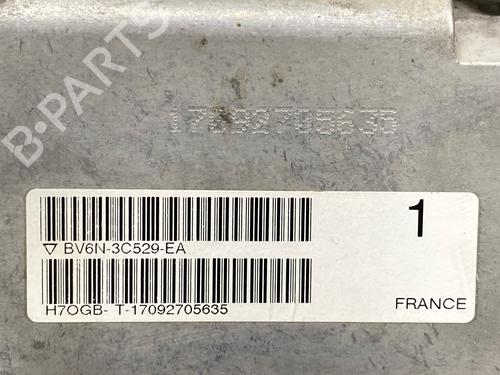 B-PARTS
17092705635
1
▽ BV6N-3C529-EA
H7OGB- T-17092705635
FRANCE